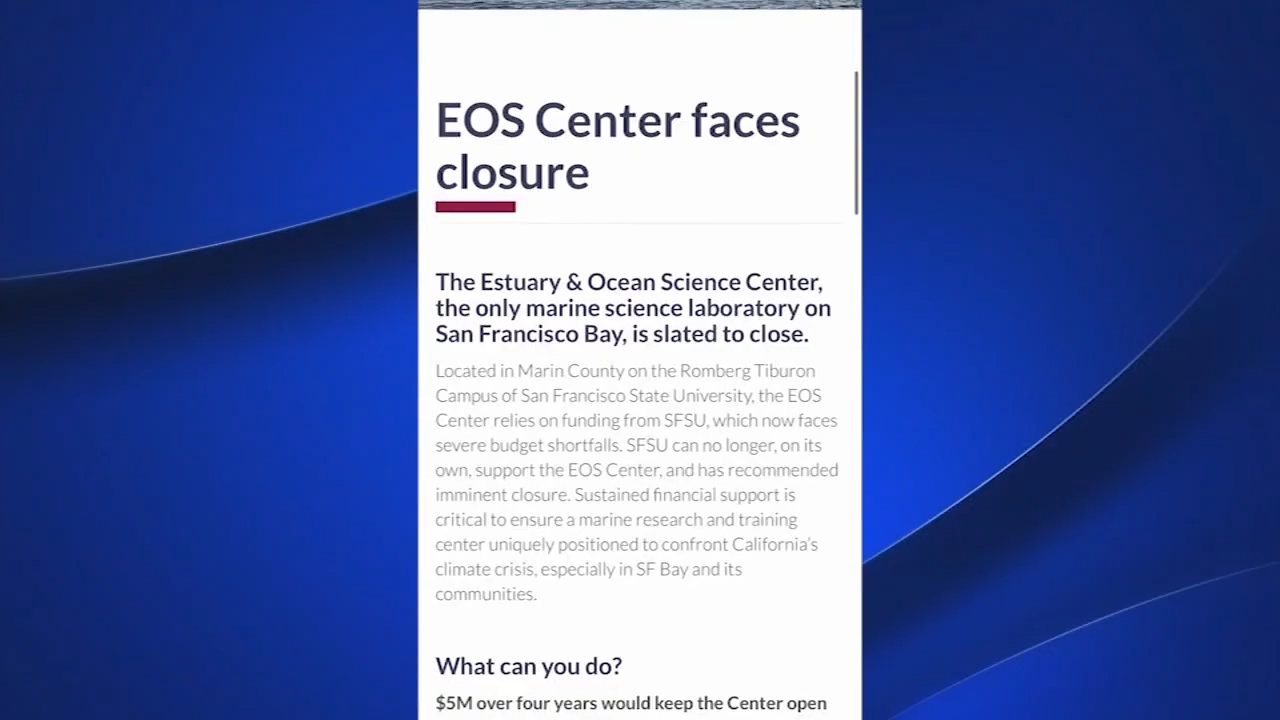 EOS Center faces
closure
The Estuary & Ocean Science Center,
the only marine science laboratory on
San Francisco Bay, is slated to close.
Located in Marin County on the Romberg Tiburon
Campus of San Francisco State University, the EOS
Center relies on funding from SFSU, which now faces
severe budget shortfalls. SFSU can no longer, on its
own, support the EOS Center, and has recommended
imminent closure. Sustained financial support is
critical to ensure a marine research and training
center uniquely positioned to confront California’s
climate crisis, especially in SF Bay and its
communities.
What can you do?
$5M over four years would keep the Center open